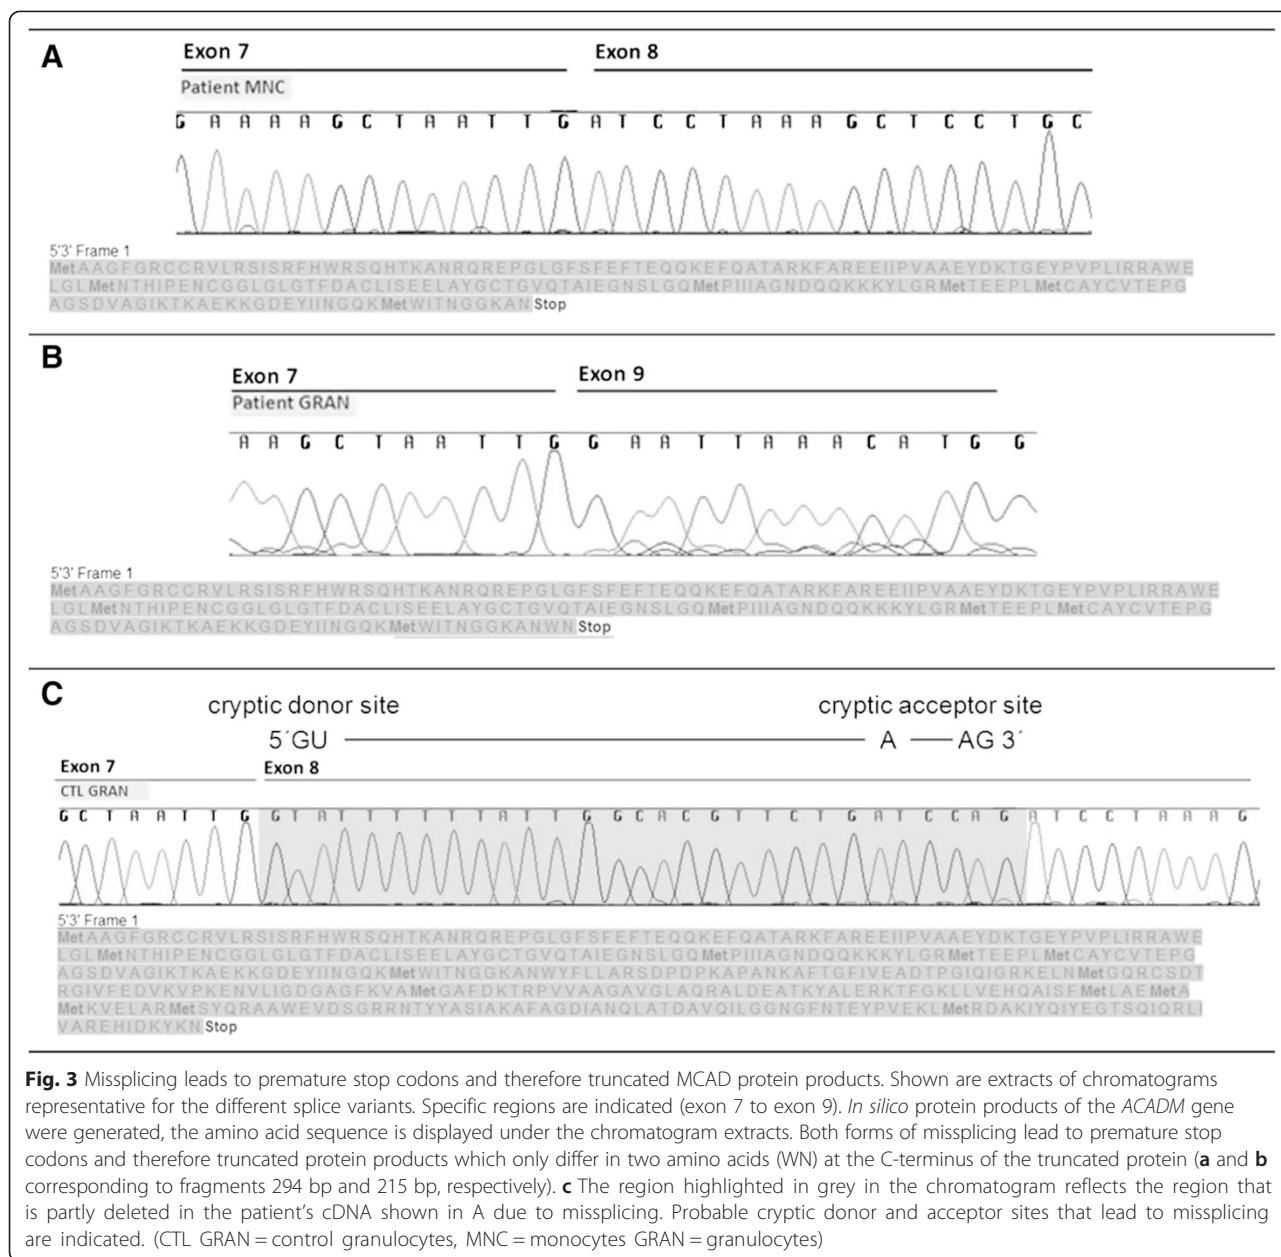 A
Exon 7 Exon 8
Patient MNC
G A A A A G C T A A T T G A T C C T A A A G C T C C T G C
5'3' Frame 1
MetAAGFGRCCRVLRSISRFHWRSQHTKANRQREPGLGFSFEFTEQQKEFQATARKFAREEIIPVAAEYDKTGEYPVPLIRRAWE
LGLMetNTHIPENCGGLGLGTFDACLISEELAYGCTGVQTAIEGNSLGQMetPIIIAGNDQQKKKYLGRMetTEEPLMetCAYCVTEPG
AGSDVAGIKTKAEKKGDEYIINGQKMetWITNGGKANStop
B
Exon 7 Exon 9
Patient GRAN
A A G C T A A T T G G A A T T A A A C A T G G
5'3' Frame 1
MetAAGFGRCCRVLRSISRFHWRSQHTKANRQREPGLGFSFEFTEQQKEFQATARKFAREEIIPVAAEYDKTGEYPVPLIRRAWE
LGLMetNTHIPENCGGLGLGTFDACLISEELAYGCTGVQTAIEGNSLGQMetPIIIAGNDQQKKKYLGRMetTEEPLMetCAYCVTEPG
AGSDVAGIKTKAEKKGDEYIINGQKMetWITNGGKANWNStop
C
cryptic donor site cryptic acceptor site
5´GU A AG 3´
Exon 7 Exon 8
CTL GRAN
G C T A A T T G G T A T T T T T T A T T G G C A C G T T C T G A T C C A G A T C C T A A A G
5'3' Frame 1
MetAAGFGRCCRVLRSISRFHWRSQHTKANRQREPGLGFSFEFTEQQKEFQATARKFAREEIIPVAAEYDKTGEYPVPLIRRAWE
LGLMetNTHIPENCGGLGLGTFDACLISEELAYGCTGVQTAIEGNSLGQMetPIIIAGNDQQKKKYLGRMetTEEPLMetCAYCVTEPG
AGSDVAGIKTKAEKKGDEYIINGQKMetWITNGGKANWYFLLARSDPDPKAPANKAFTGFIVEADTPGIQIGRKELNMetGQRCSDT
RGIVFEDVKVPKENVLIGDGAGFKVAMetGAFDKTRPVVAAGAVGLAQRALDEATKYALERKTFGKLLVEHQAISFMetLAEMetA
MetKVELARMetSYQRAAWEVDSGRRNTYYASIAKAFAGDIANQLATDAVQILGGNGFNTEYPVEKLMetRDAKIYQIYEGTSQIQRLI
VAREHIDKYKNStop
Fig. 3 Missplicing leads to premature stop codons and therefore truncated MCAD protein products. Shown are extracts of chromatograms
representative for the different splice variants. Specific regions are indicated (exon 7 to exon 9). In silico protein products of the ACADM gene
were generated, the amino acid sequence is displayed under the chromatogram extracts. Both forms of missplicing lead to premature stop
codons and therefore truncated protein products which only differ in two amino acids (WN) at the C-terminus of the truncated protein (a and b
corresponding to fragments 294 bp and 215 bp, respectively). c The region highlighted in grey in the chromatogram reflects the region that
is partly deleted in the patient's cDNA shown in A due to missplicing. Probable cryptic donor and acceptor sites that lead to missplicing
are indicated. (CTL GRAN = control granulocytes, MNC = monocytes GRAN = granulocytes)